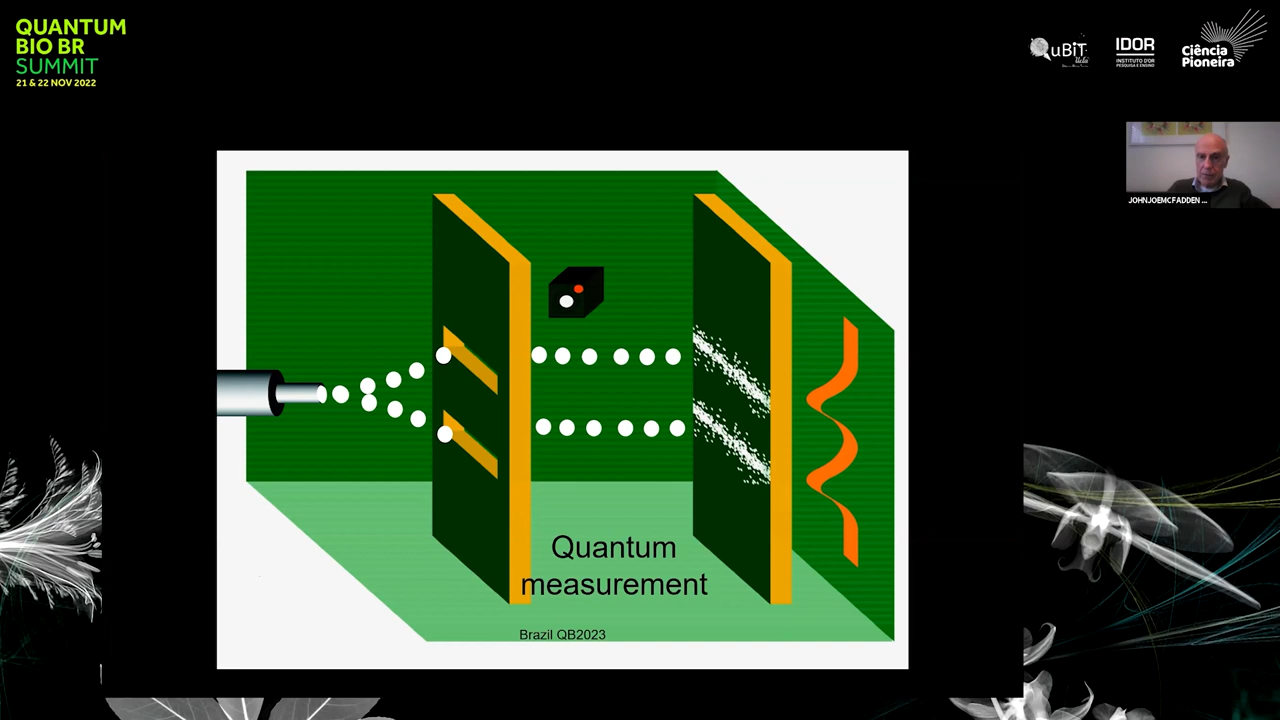 QUANTUM
BIO BR
SUMMIT
21 & 22 NOV 2022
QuBiT
IDOR
INSTITUTO D'OR
PESQUISA E ENSINO
Ciência
Pioneira
JOHNJOEMCFADDEN ...
Quantum
measurement
Brazil QB2023